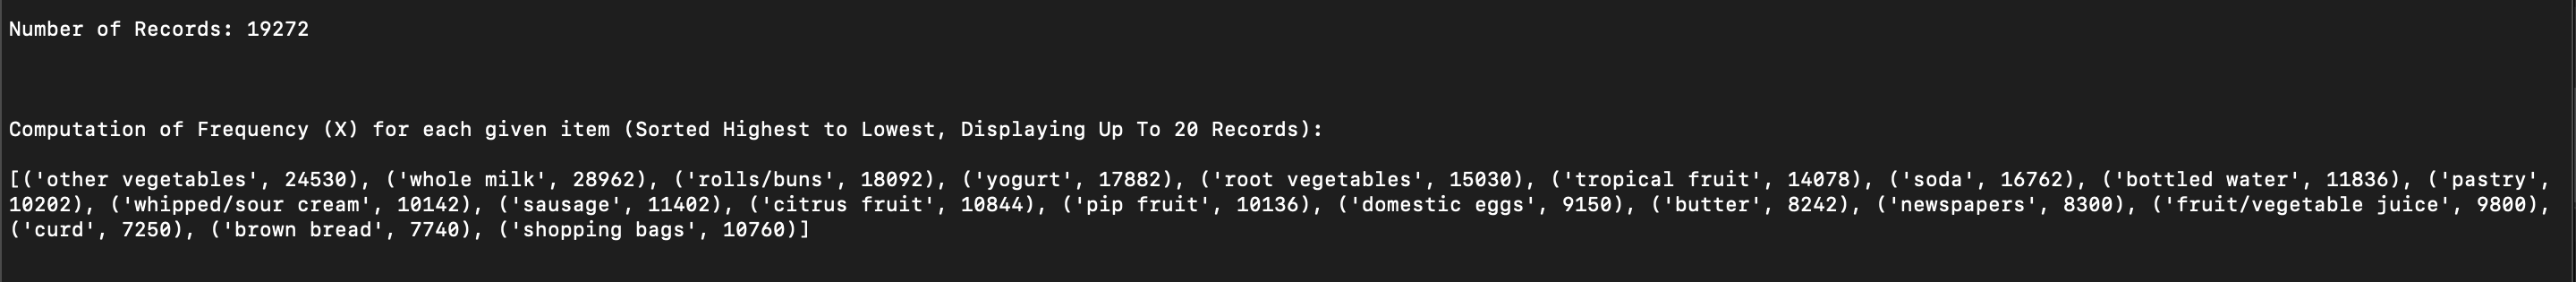 Number of Records: 19272
Computation of Frequency (X) for each given item (Sorted Highest to Lowest, Displaying Up To 20 Records):
[('other vegetables', 24530), ('whole milk', 28962), ('rolls/buns', 18092), ('yogurt', 17882), ('root vegetables', 15030), ('tropical fruit', 14078), ('soda', 16762), ('bottled water', 11836), ('pastry',
10202), ('whipped/sour cream', 10142), ('sausage', 11402), ('citrus fruit', 10844), ('pip fruit', 10136), ('domestic eggs', 9150), ('butter', 8242), ('newspapers', 8300), ('fruit/vegetable juice', 9800),
('curd', 7250), ('brown bread', 7740), ('shopping bags', 10760)]